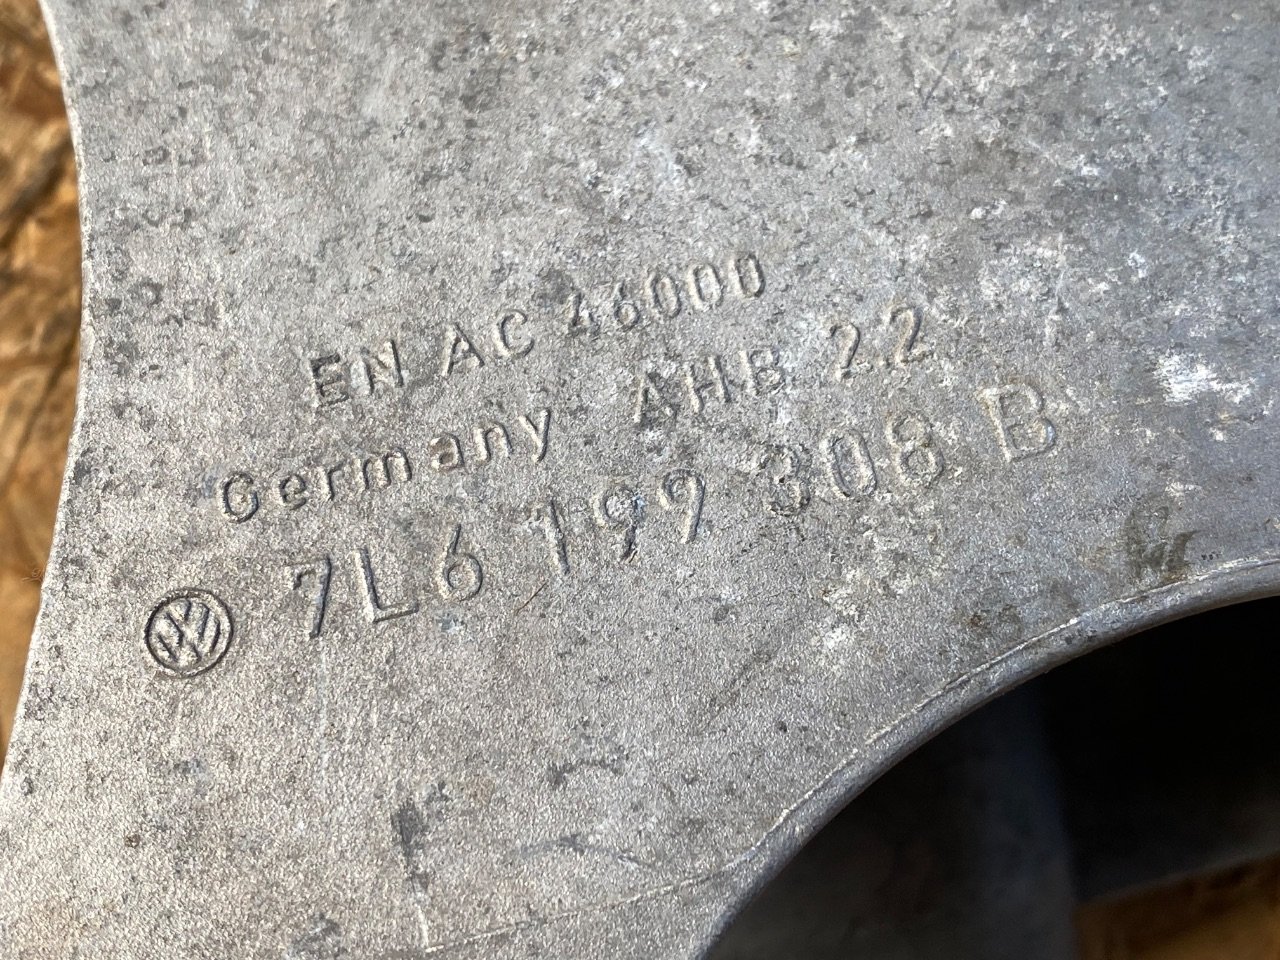 EN AC 46000
Germany AHB 2.2
7L6 199 308 B